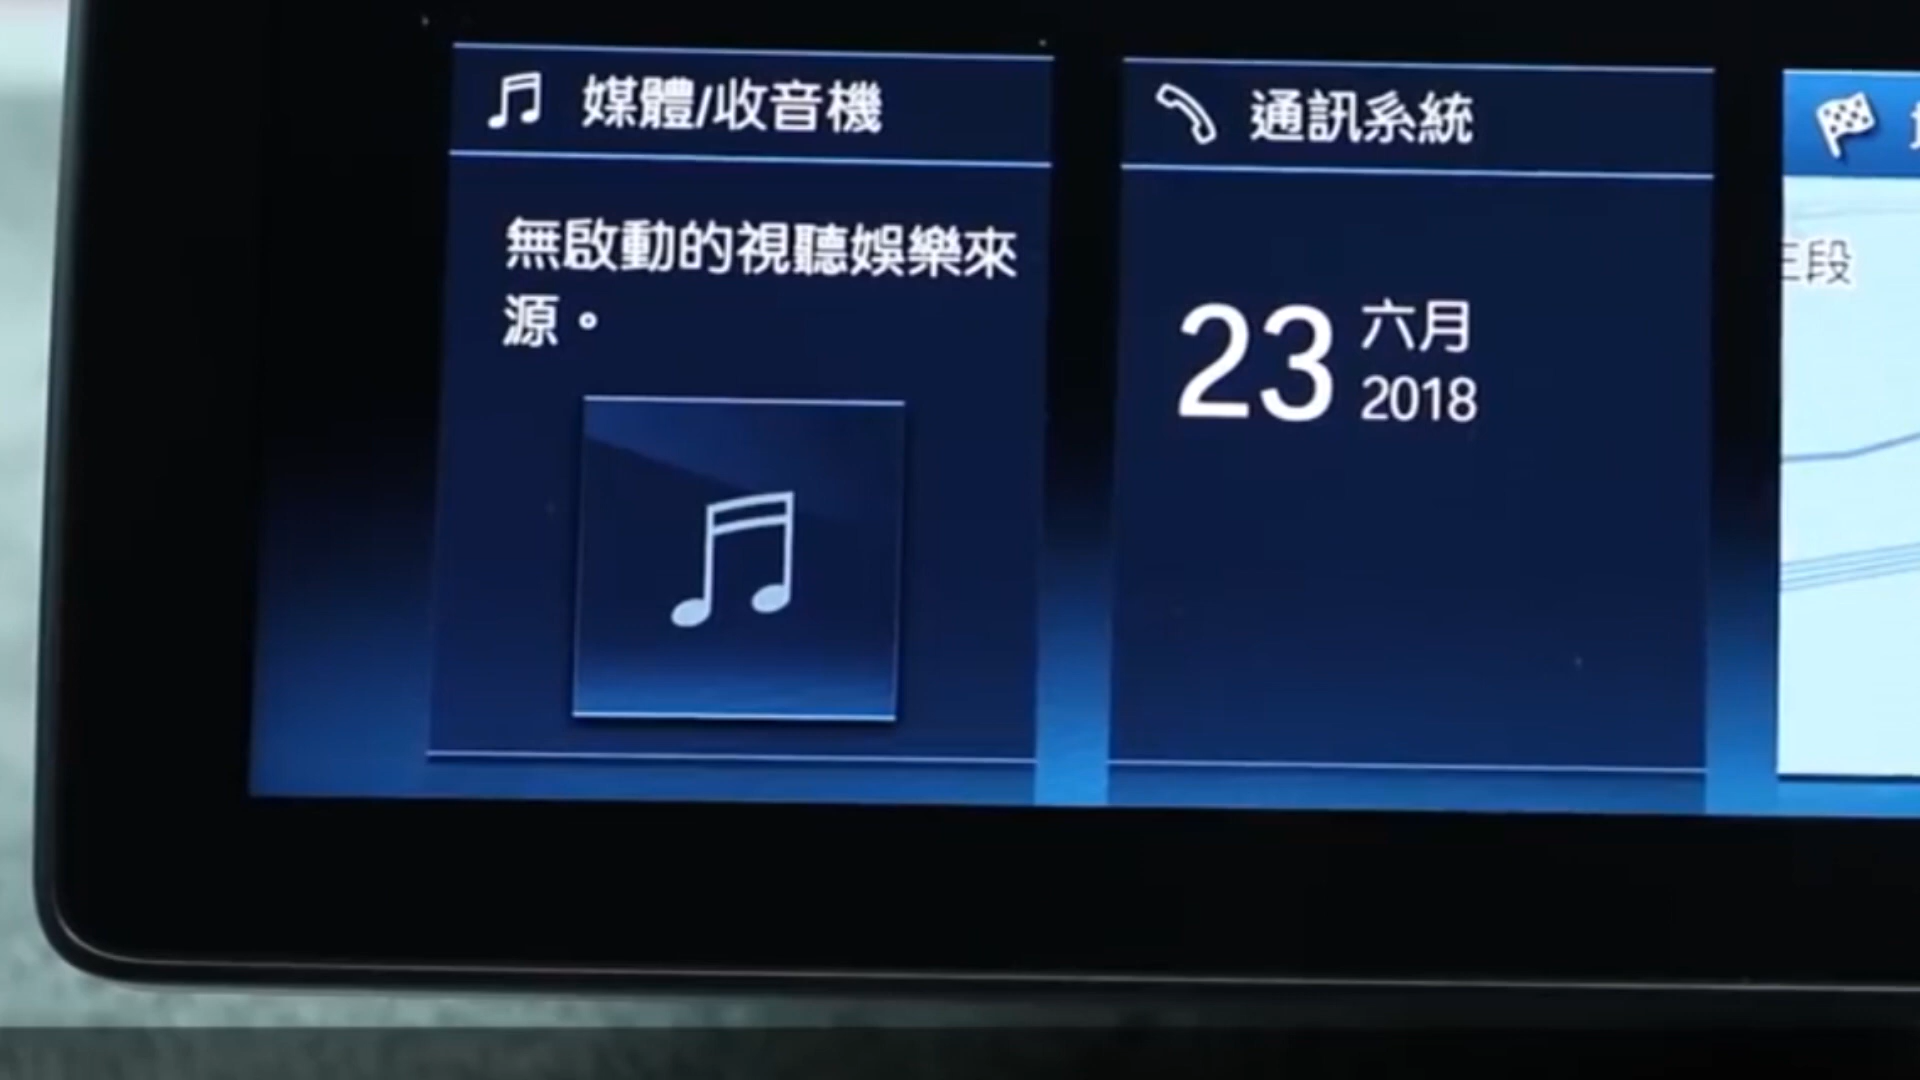 媒體/收音機
無啟動的視聽娛樂來
源。
通訊系統
23 六月
2018
段